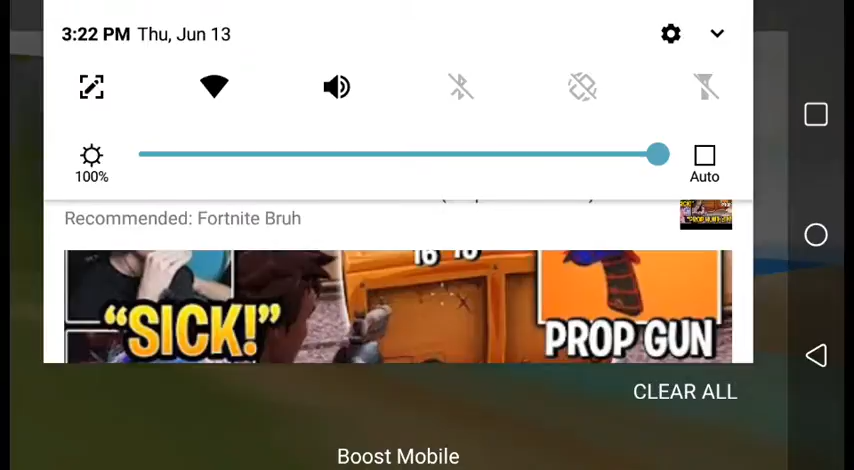 3:22 PM Thu, Jun 13
100%
Auto
Recommended: Fortnite Bruh
"SICK!"
PROP GUN
CLEAR ALL
Boost Mobile